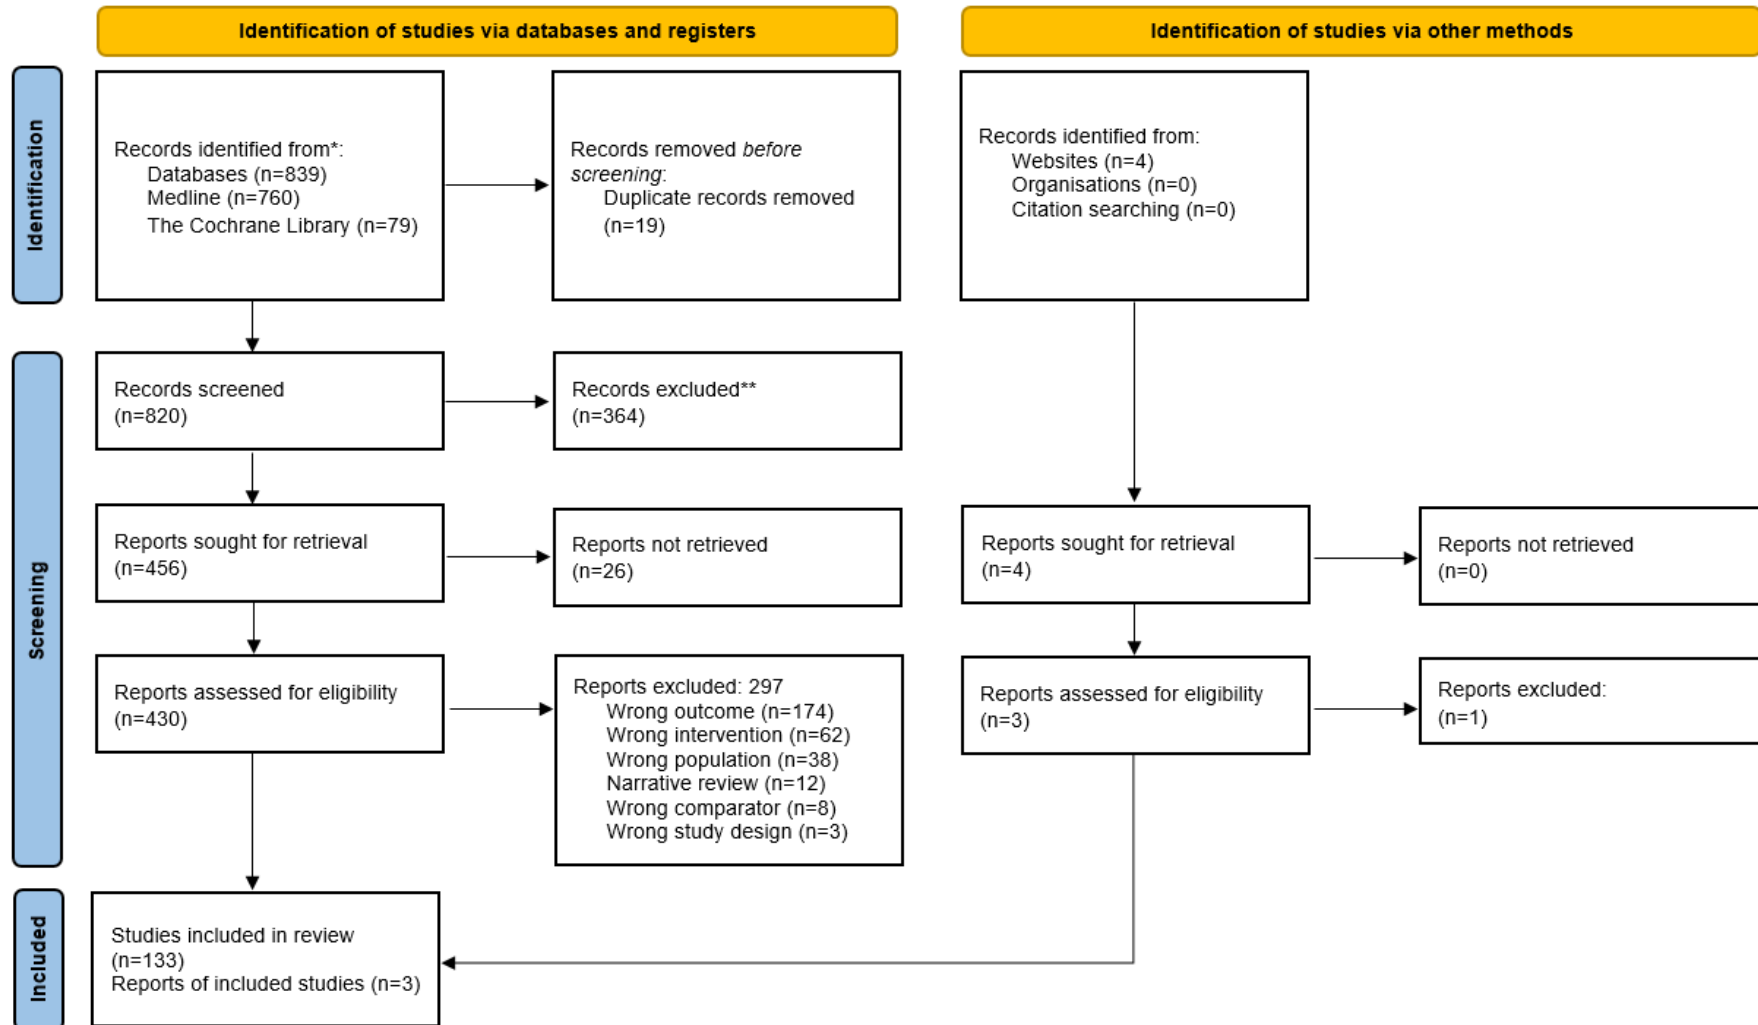 Identification of studies via databases and registers
Identification of studies via other methods
Identification
Records identified from*:
Databases (n=839)
Medline (n=760)
The Cochrane Library (n=79)
Records removed before
screening:
Duplicate records removed
(n=19)
Records identified from:
Websites (n=4)
Organisations (n=0)
Citation searching (n=0)
Screening
Records screened
(n=820)
Records excluded**
(n=364)
Reports sought for retrieval
(n=456)
Reports not retrieved
(n=26)
Reports sought for retrieval
(n=4)
Reports not retrieved
(n=0)
Reports assessed for eligibility
(n=430)
Reports excluded: 297
Wrong outcome (n=174)
Wrong intervention (n=62)
Wrong population (n=38)
Narrative review (n=12)
Wrong comparator (n=8)
Wrong study design (n=3)
Reports assessed for eligibility
(n=3)
Reports excluded:
(n=1)
Included
Studies included in review
(n=133)
Reports of included studies (n=3)